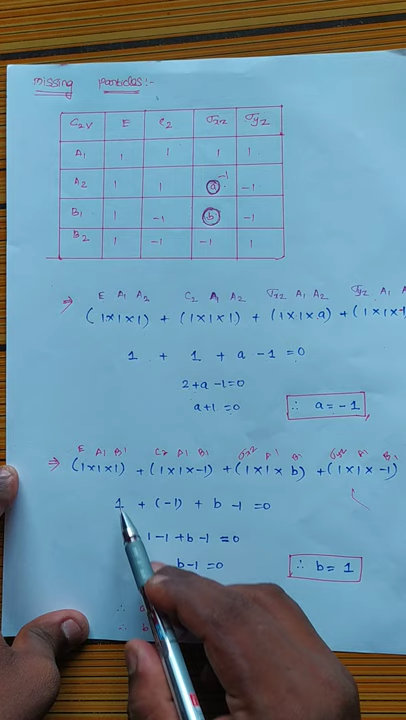 missing particles:-
C2v E C2 σxz σyz
A1 1 1 1 1
A2 1 1 a -1 -1
B1 1 -1 b -1
B2 1 -1 -1 1
E A1 A2 C2 A1 A2 σxz A1 A2 σyz A1 A
⇒ (1×1×1) + (1×1×1) + (1×1×a) + (1×1×-1
1 + 1 + a - 1 = 0
2+a-1=0
a+1=0 ∴ a=-1
E A1 B1 C2 A1 B1 σxz A1 B1
⇒ (1×1×1) + (1×1×-1) + (1×1×b) + (1×1×-1)
1 + (-1) + b -1 =0
1-1+b-1 =0
b-1=0 ∴ b=1
∴
∴ b